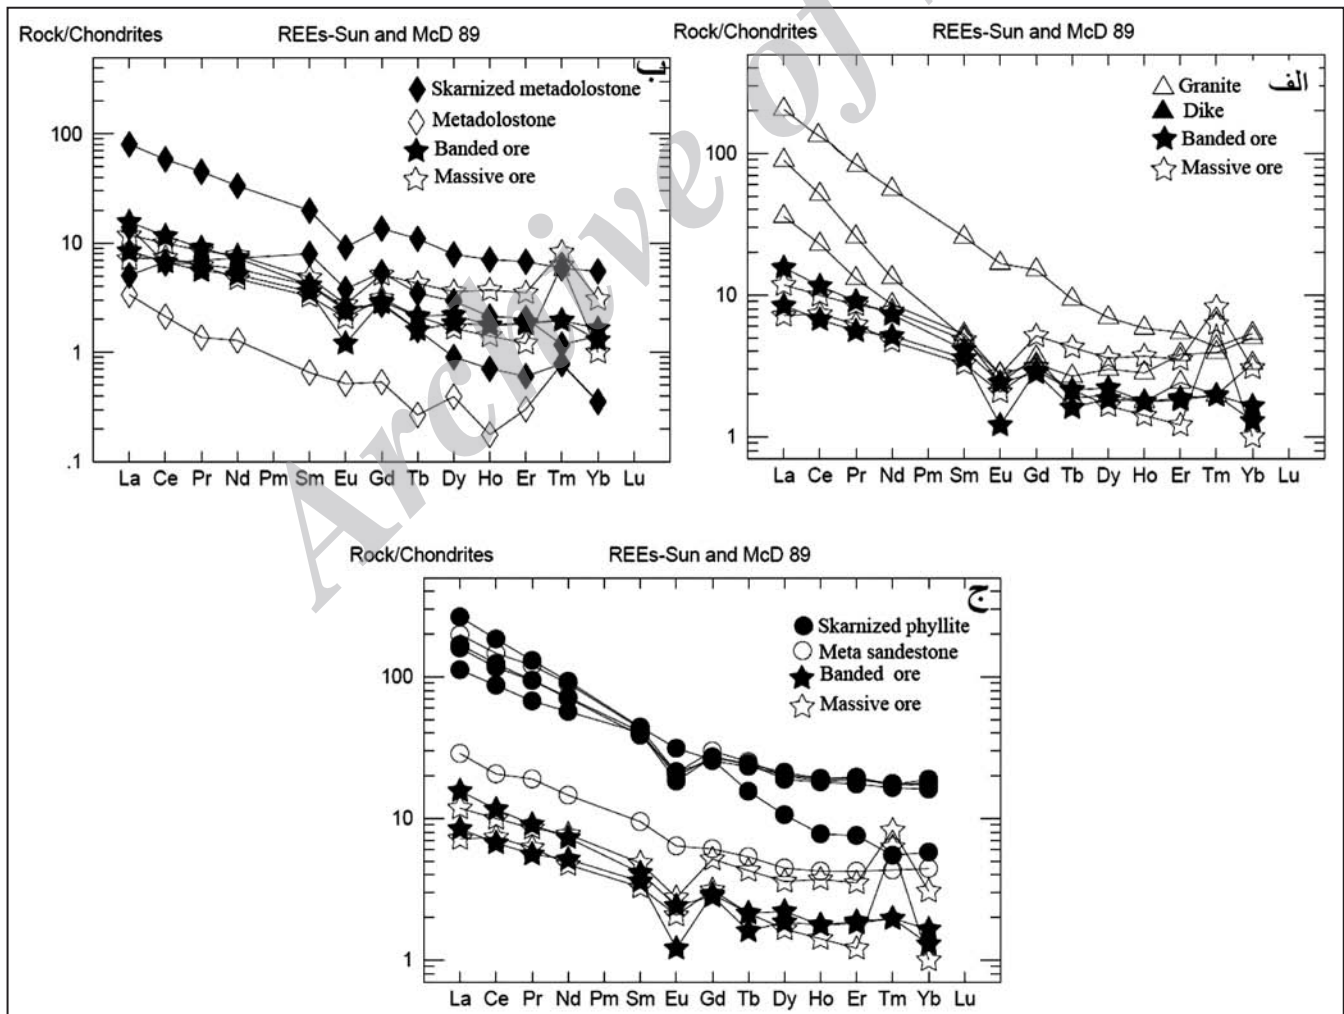 Rock/Chondrites REEs-Sun and McD 89
ب
Skarnized metadolostone
Metadolostone
Banded ore
Massive ore
100
10
1
.1
La Ce Pr Nd Pm Sm Eu Gd Tb Dy Ho Er Tm Yb Lu
Rock/Chondrites REEs-Sun and McD 89
الف
Granite
Dike
Banded ore
Massive ore
100
10
1
La Ce Pr Nd Pm Sm Eu Gd Tb Dy Ho Er Tm Yb Lu
Rock/Chondrites REEs-Sun and McD 89
ج
Skarnized phyllite
Meta sandestone
Banded ore
Massive ore
100
10
1
La Ce Pr Nd Pm Sm Eu Gd Tb Dy Ho Er Tm Yb Lu
Archive of